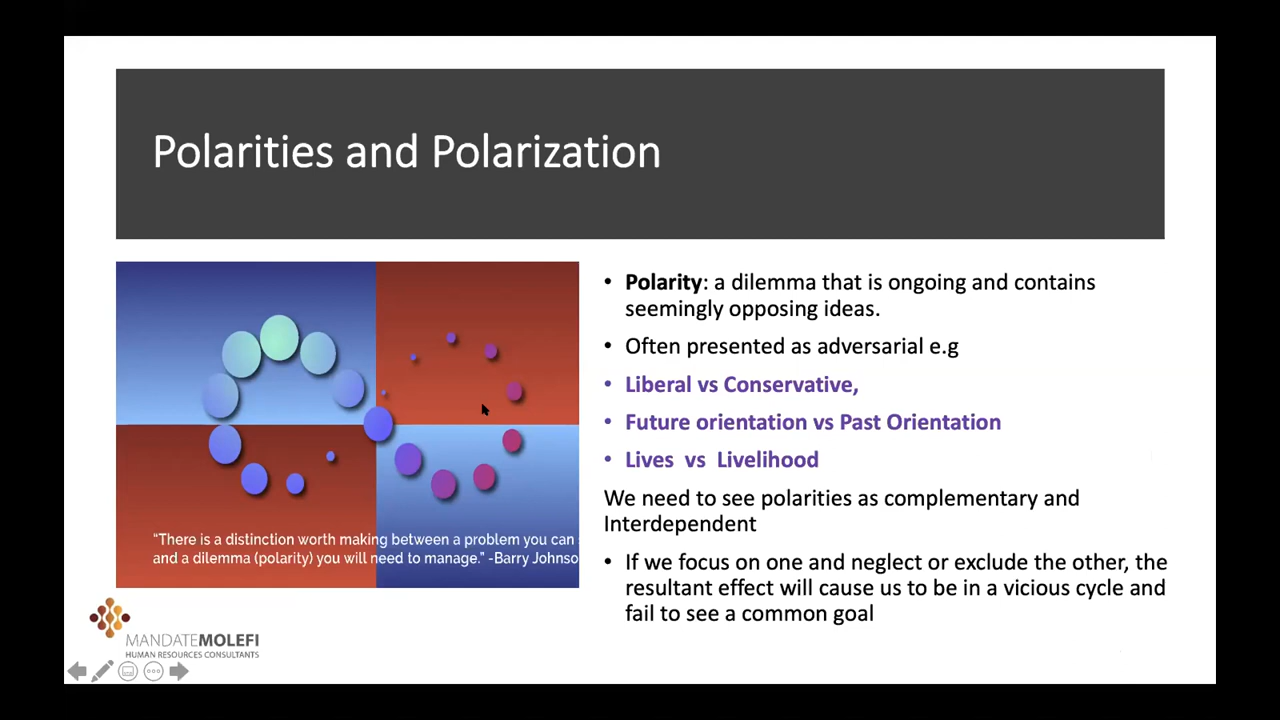 Polarities and Polarization
"There is a distinction worth making between a problem you can
and a dilemma (polarity) you will need to manage." -Barry Johnso
MANDATEMOLEFI
HUMAN RESOURCES CONSULTANTS
• Polarity: a dilemma that is ongoing and contains
seemingly opposing ideas.
• Often presented as adversarial e.g
• Liberal vs Conservative,
• Future orientation vs Past Orientation
• Lives vs Livelihood
We need to see polarities as complementary and
Interdependent
• If we focus on one and neglect or exclude the other, the
resultant effect will cause us to be in a vicious cycle and
fail to see a common goal